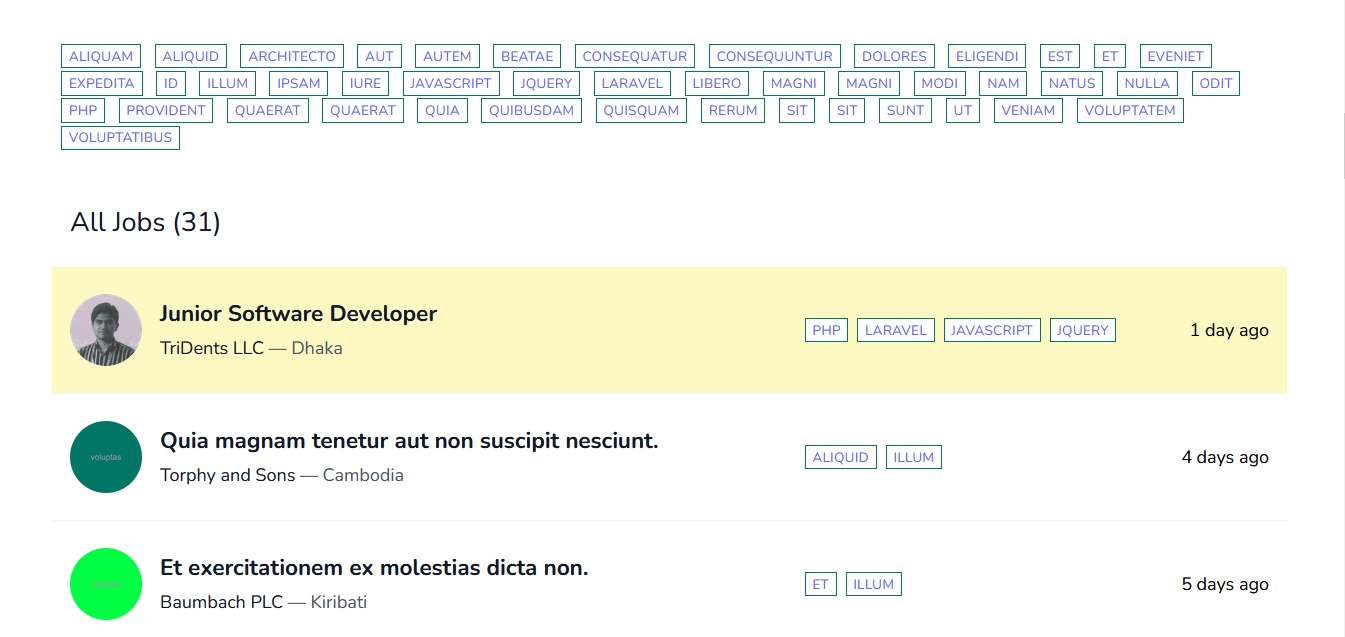 ALIQUAM ALIQUID ARCHITECTO AUT AUTEM BEATAE CONSEQUATUR CONSEQUUNTUR DOLORES ELIGENDI EST ET EVENIET
EXPEDITA ID ILLUM IPSAM IURE JAVASCRIPT JQUERY LARAVEL LIBERO MAGNI MAGNI MODI NAM NATUS NULLA ODIT
PHP PROVIDENT QUAERAT QUAERAT QUIA QUIBUSDAM QUISQUAM RERUM SIT SIT SUNT UT VENIAM VOLUPTATEM
VOLUPTATIBUS
All Jobs (31)
Junior Software Developer
TriDents LLC — Dhaka
PHP LARAVEL JAVASCRIPT JQUERY
1 day ago
voluptas
Quia magnam tenetur aut non suscipit nesciunt.
Torphy and Sons — Cambodia
ALIQUID ILLUM
4 days ago
Et exercitationem ex molestias dicta non.
Baumbach PLC — Kiribati
ET ILLUM
5 days ago